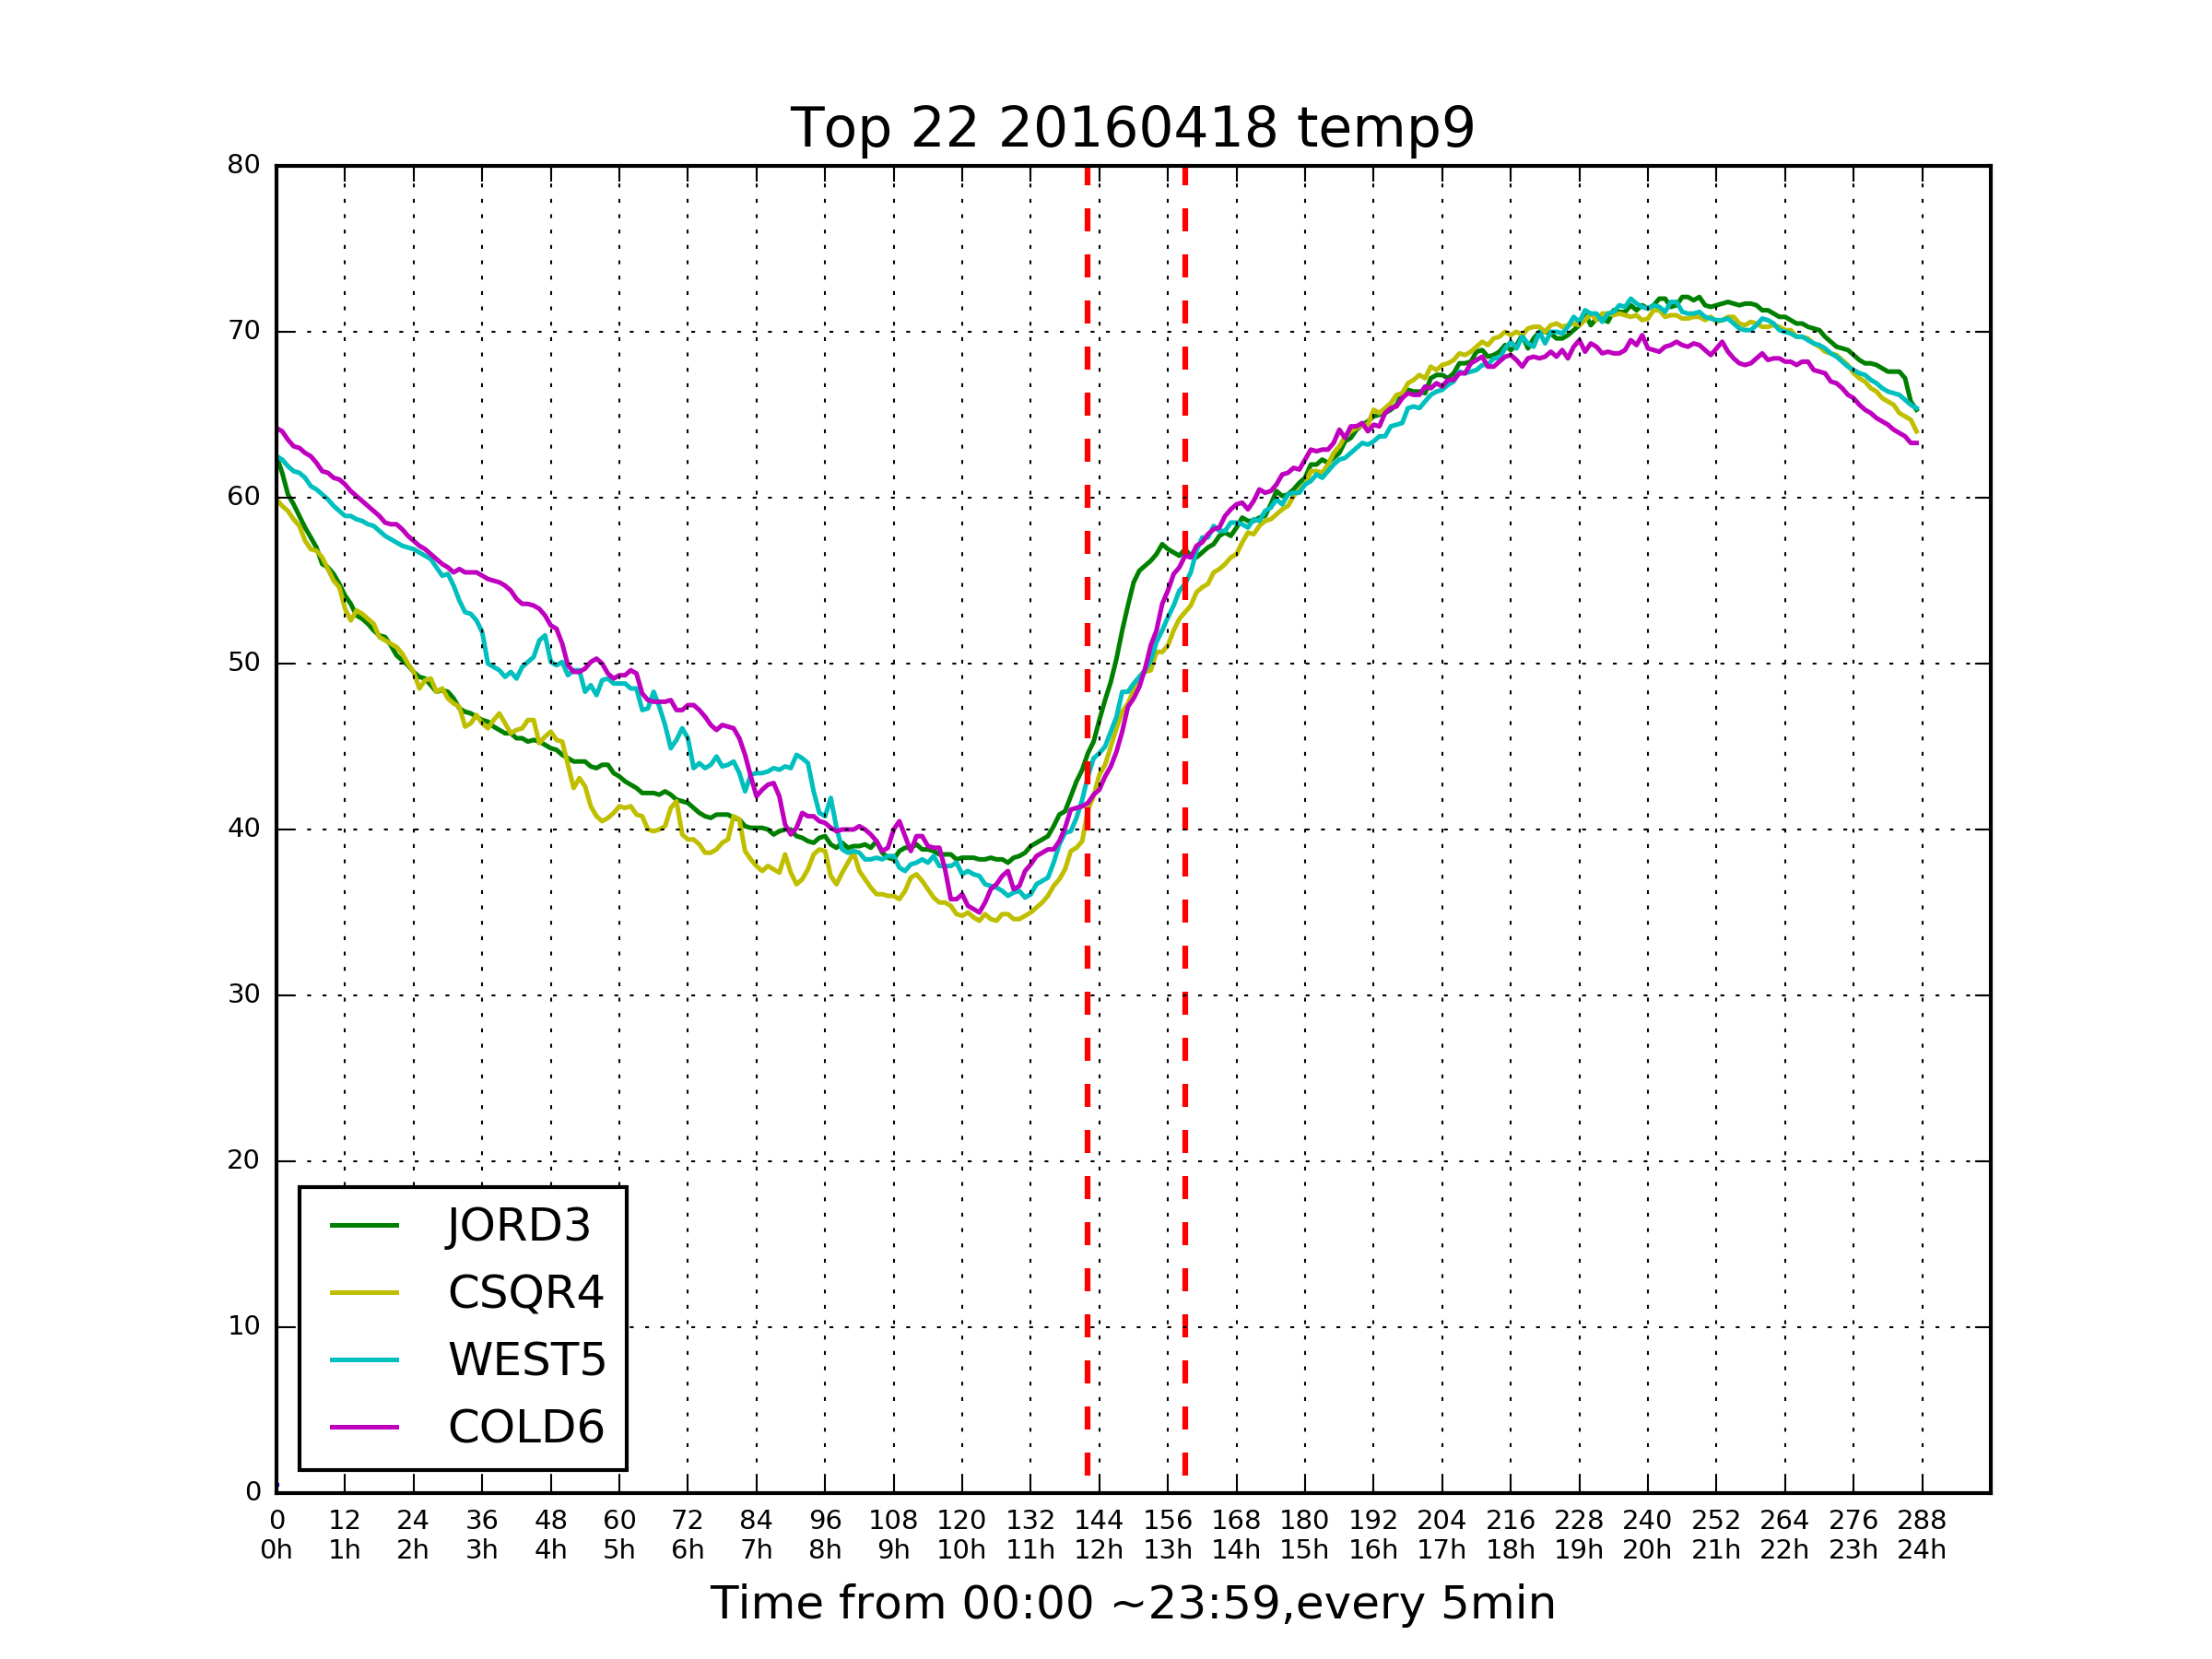 Top 22 20160418 temp9
80
70
60
50
40
30
20
10
0
JORD3
CSQR4
WEST5
COLD6
0 12 24 36 48 60 72 84 96 108 120 132 144 156 168 180 192 204 216 228 240 252 264 276 288
0h 1h 2h 3h 4h 5h 6h 7h 8h 9h 10h 11h 12h 13h 14h 15h 16h 17h 18h 19h 20h 21h 22h 23h 24h
Time from 00:00 ~23:59,every 5min